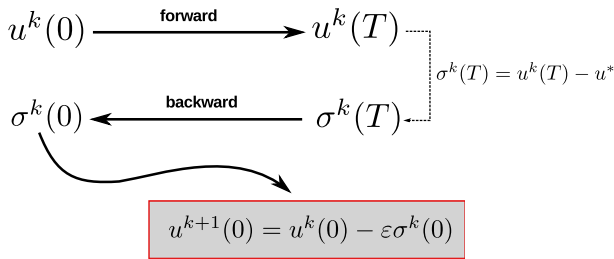 forward
u^k(0) u^k(T)
σ^k(T) = u^k(T) − u*
backward
σ^k(0) σ^k(T)
u^{k+1}(0) = u^k(0) − εσ^k(0)